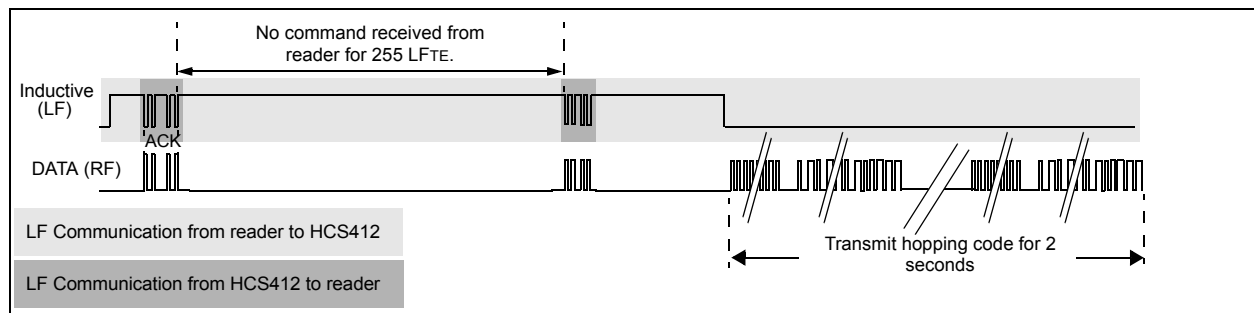 No command received from
reader for 255 LFTE.
Inductive
(LF)
ACK
DATA (RF)
LF Communication from reader to HCS412
Transmit hopping code for 2
seconds
LF Communication from HCS412 to reader